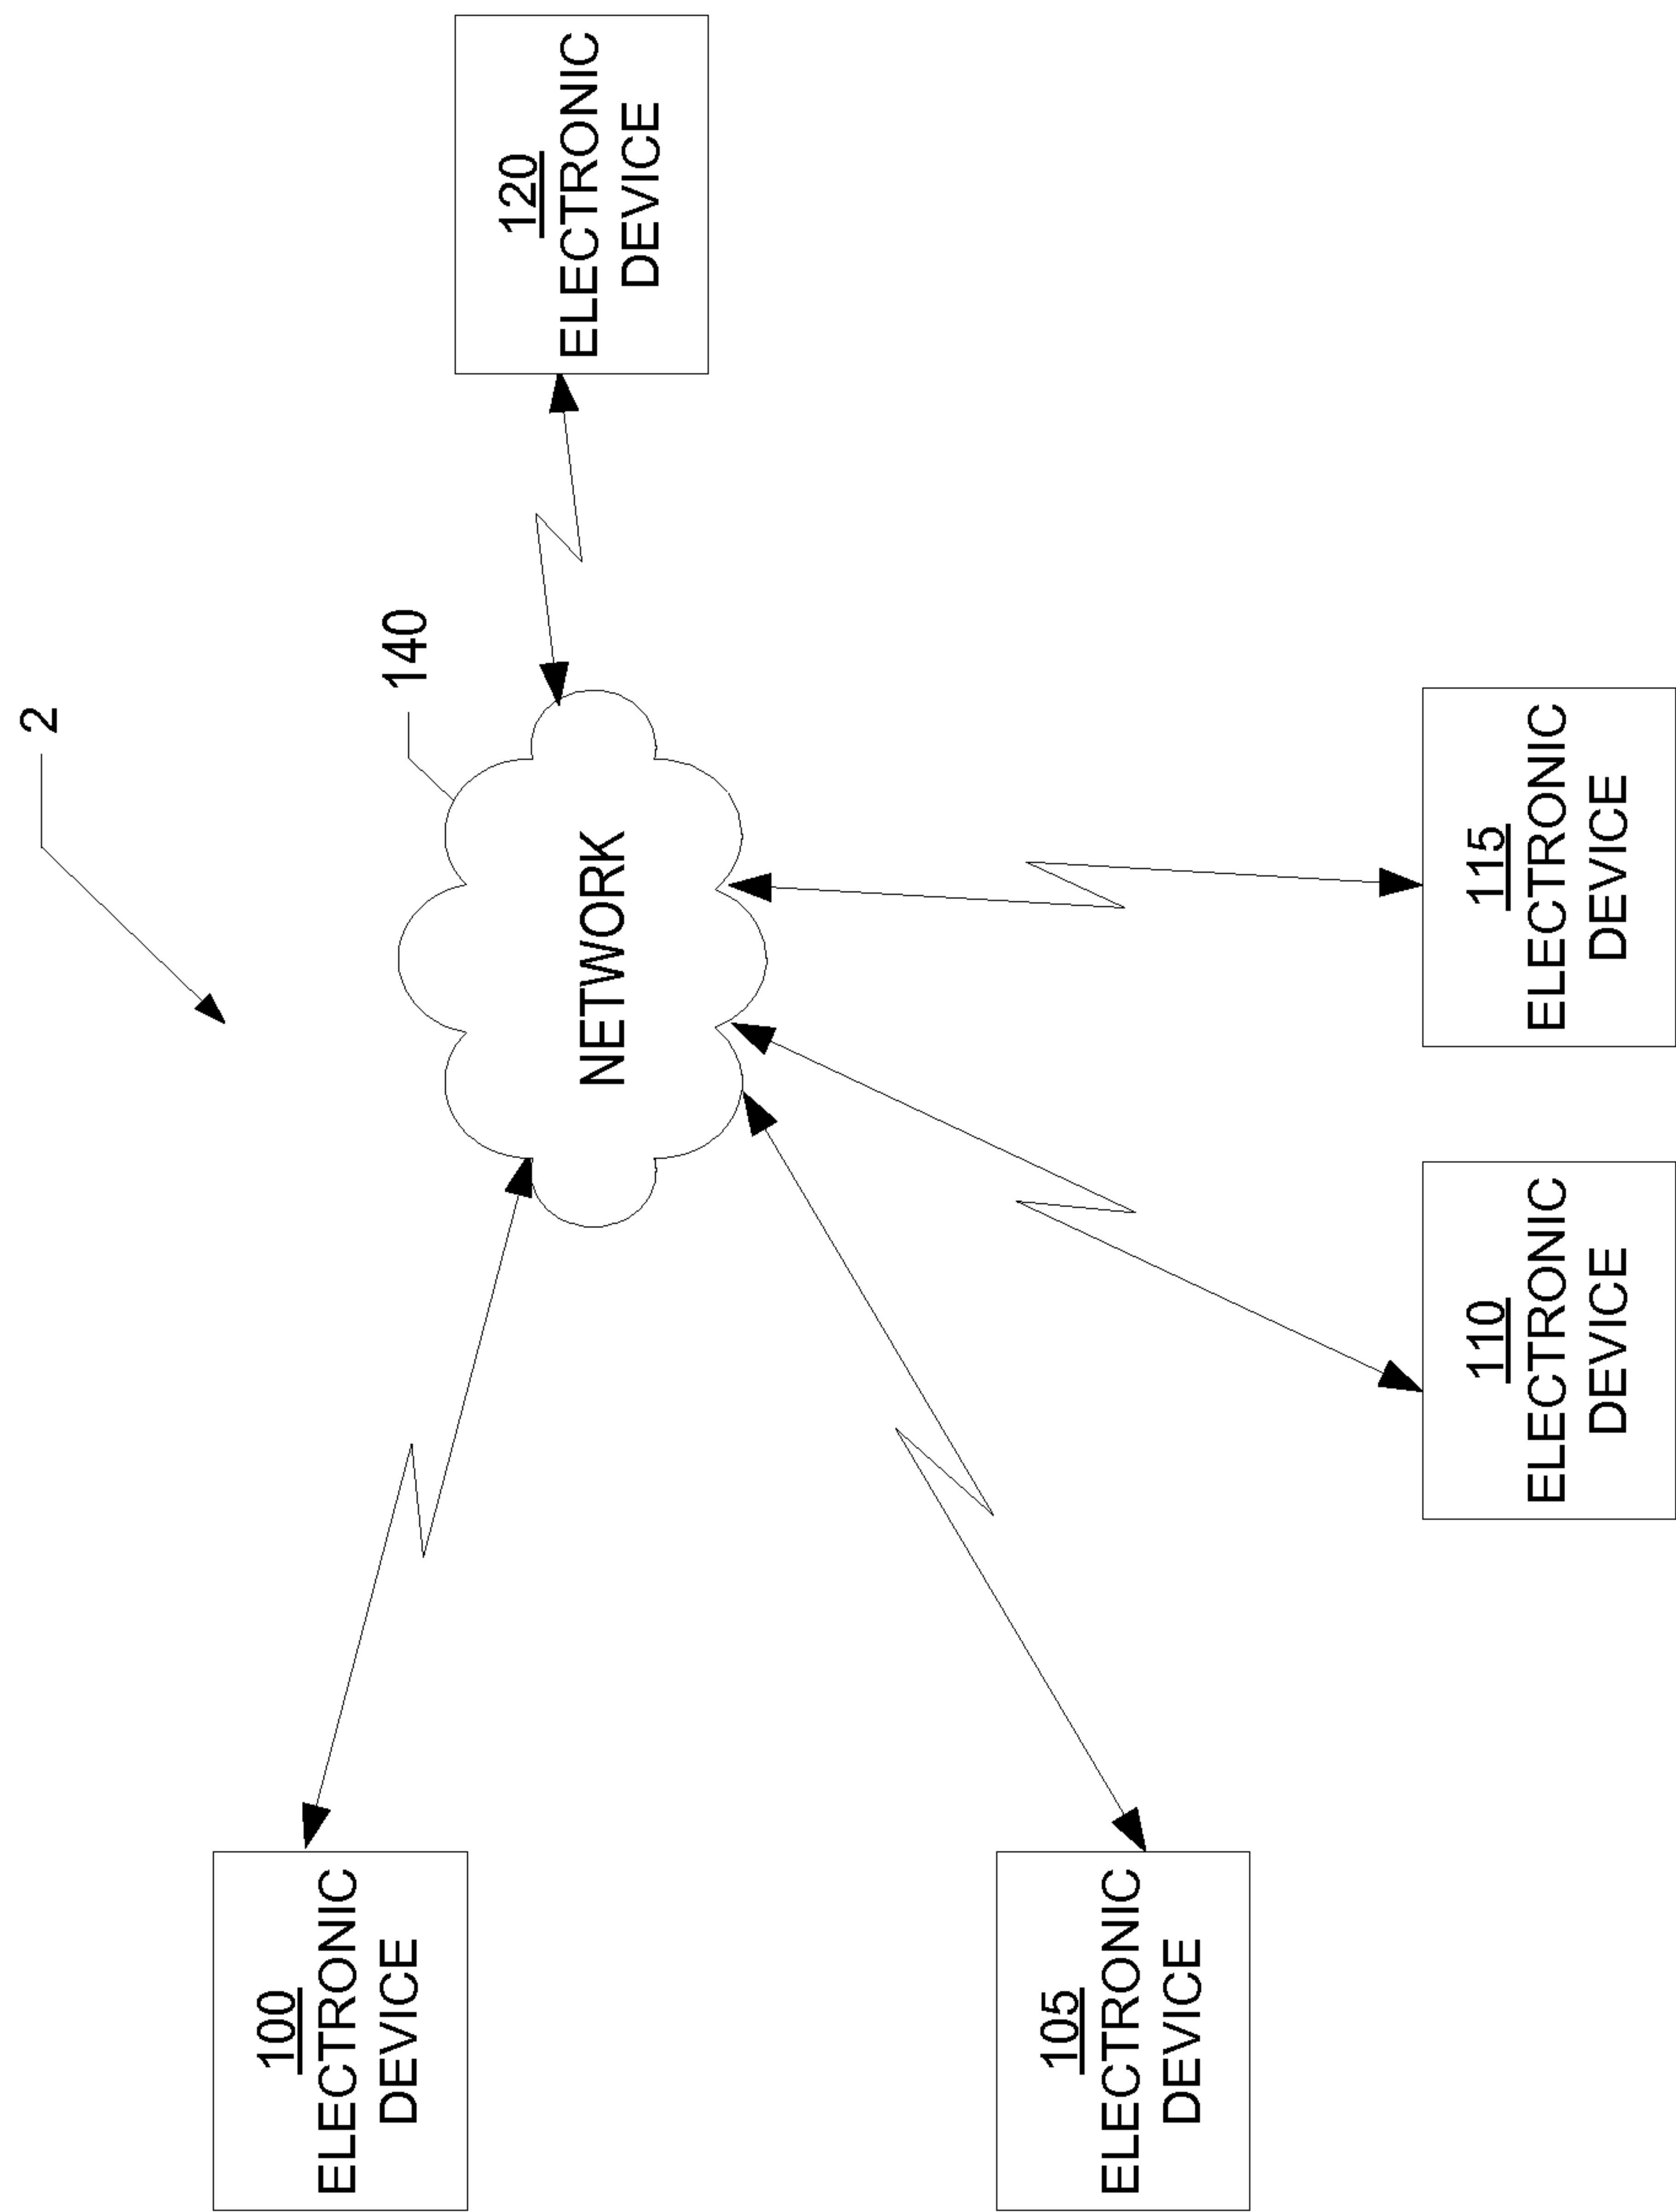 2
140
NETWORK
100
ELECTRONIC
DEVICE
120
ELECTRONIC
DEVICE
105
ELECTRONIC
DEVICE
110
ELECTRONIC
DEVICE
115
ELECTRONIC
DEVICE